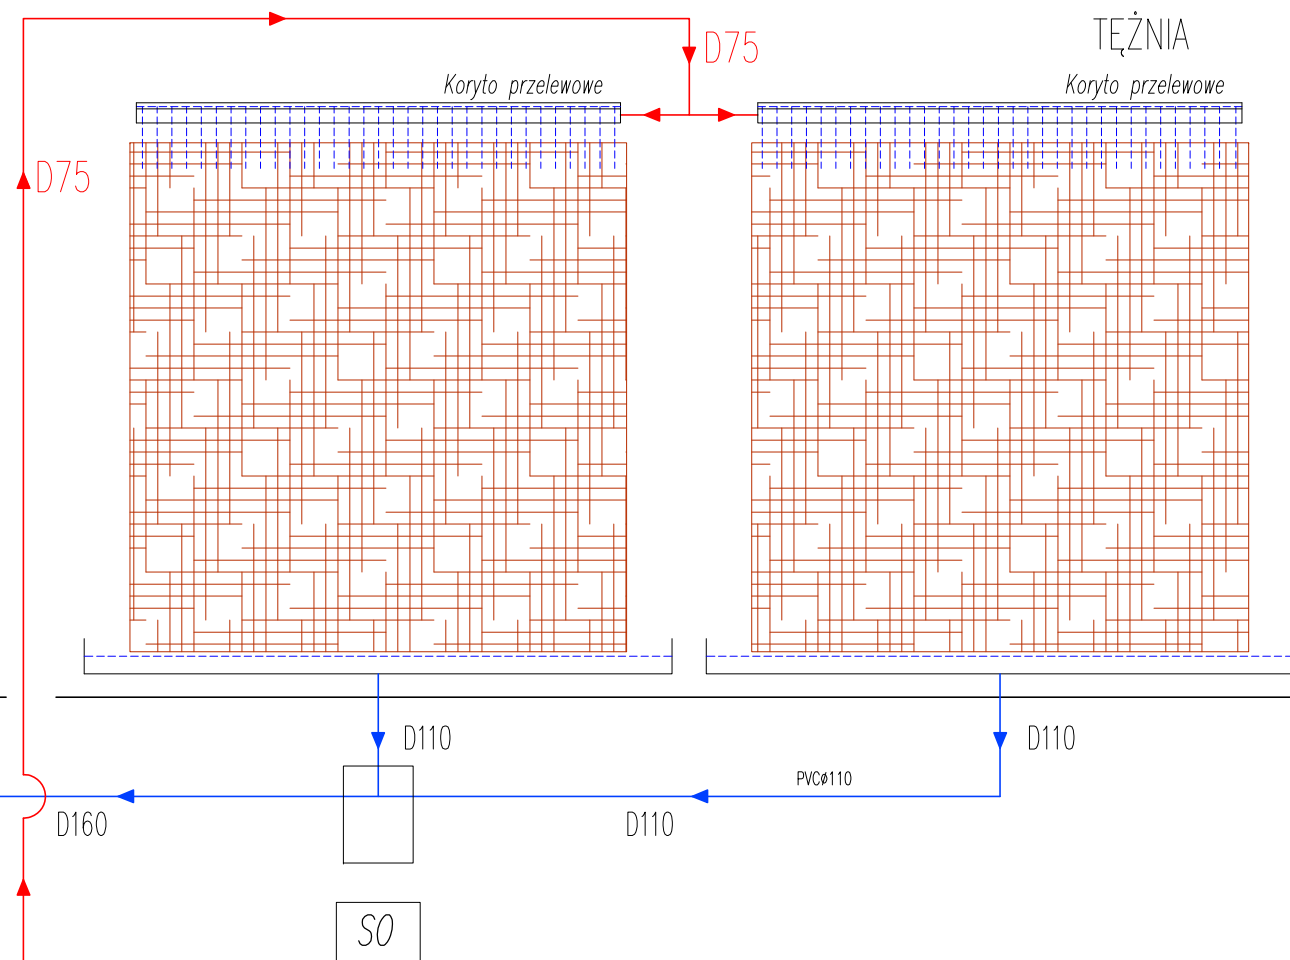 TĘŻNIA
D75
Koryto przelewowe
Koryto przelewowe
D75
D110
D110
PVCø110
D160
D110
SO